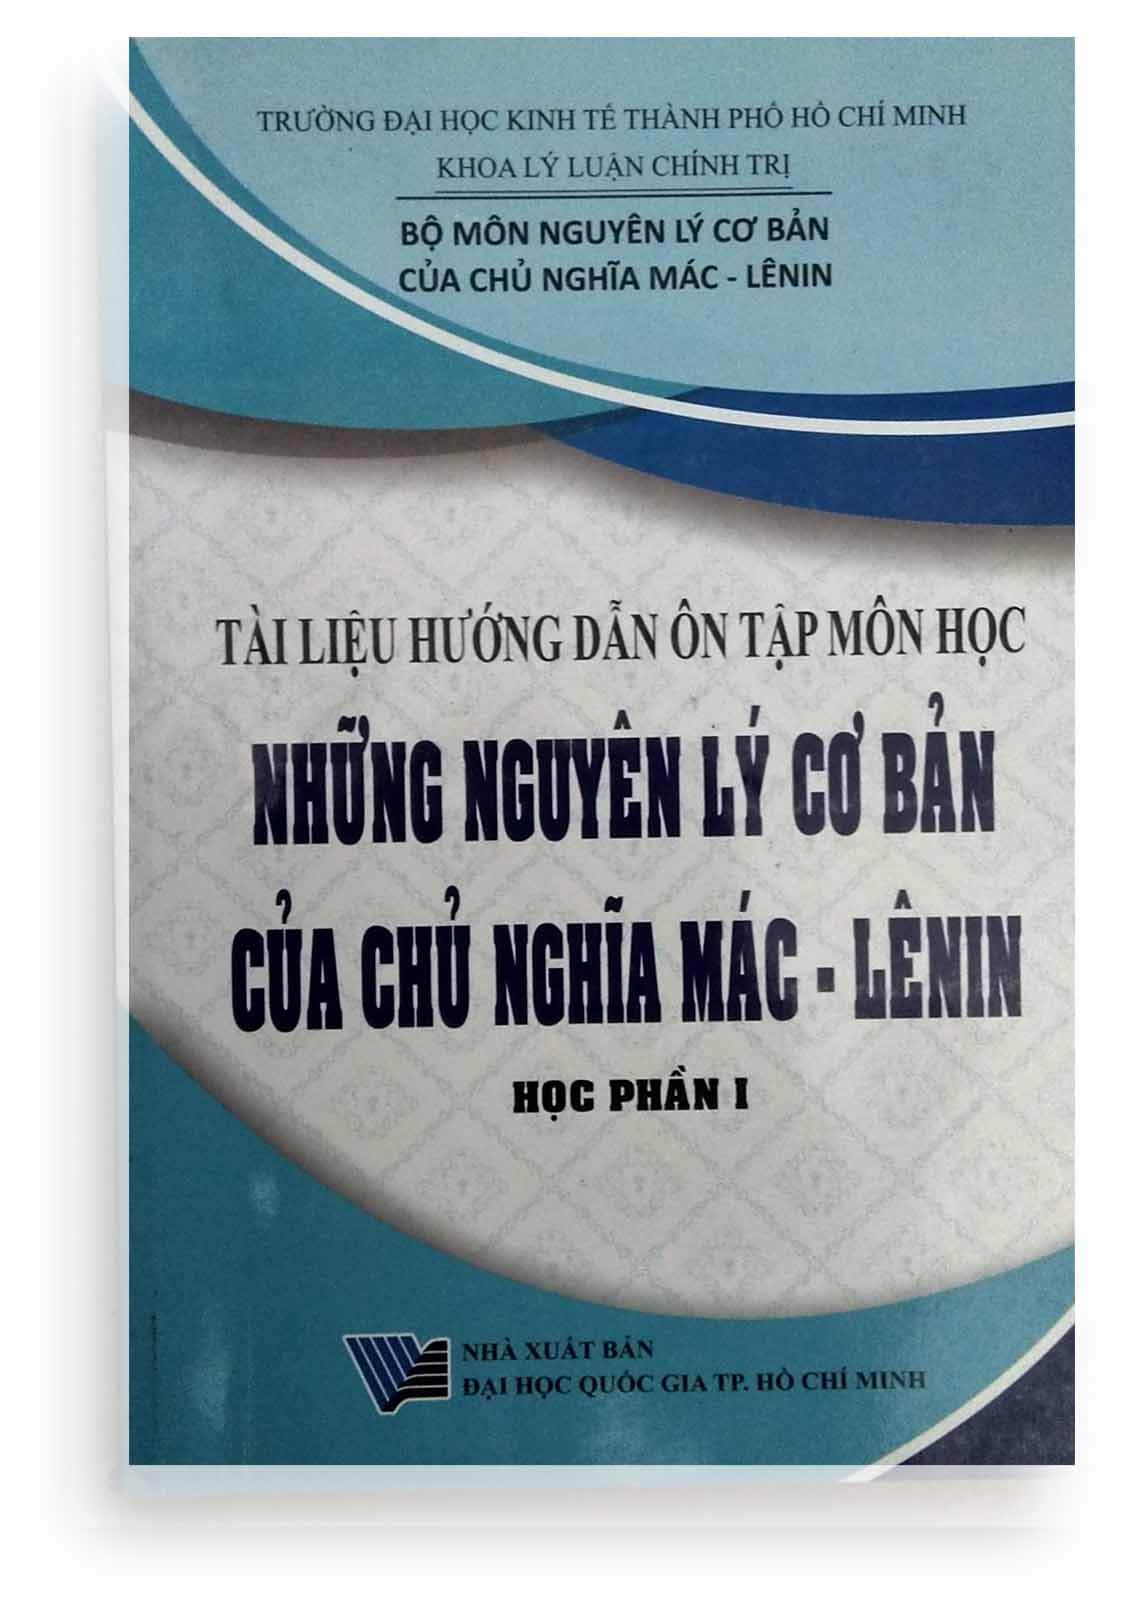 TRƯỜNG ĐẠI HỌC KINH TẾ THÀNH PHỐ HỒ CHÍ MINH
KHOA LÝ LUẬN CHÍNH TRỊ
BỘ MÔN NGUYÊN LÝ CƠ BẢN
CỦA CHỦ NGHĨA MÁC - LÊNIN
TÀI LIỆU HƯỚNG DẪN ÔN TẬP MÔN HỌC
NHỮNG NGUYÊN LÝ CƠ BẢN
CỦA CHỦ NGHĨA MÁC - LÊNIN
HỌC PHẦN I
NHÀ XUẤT BẢN
ĐẠI HỌC QUỐC GIA TP. HỒ CHÍ MINH